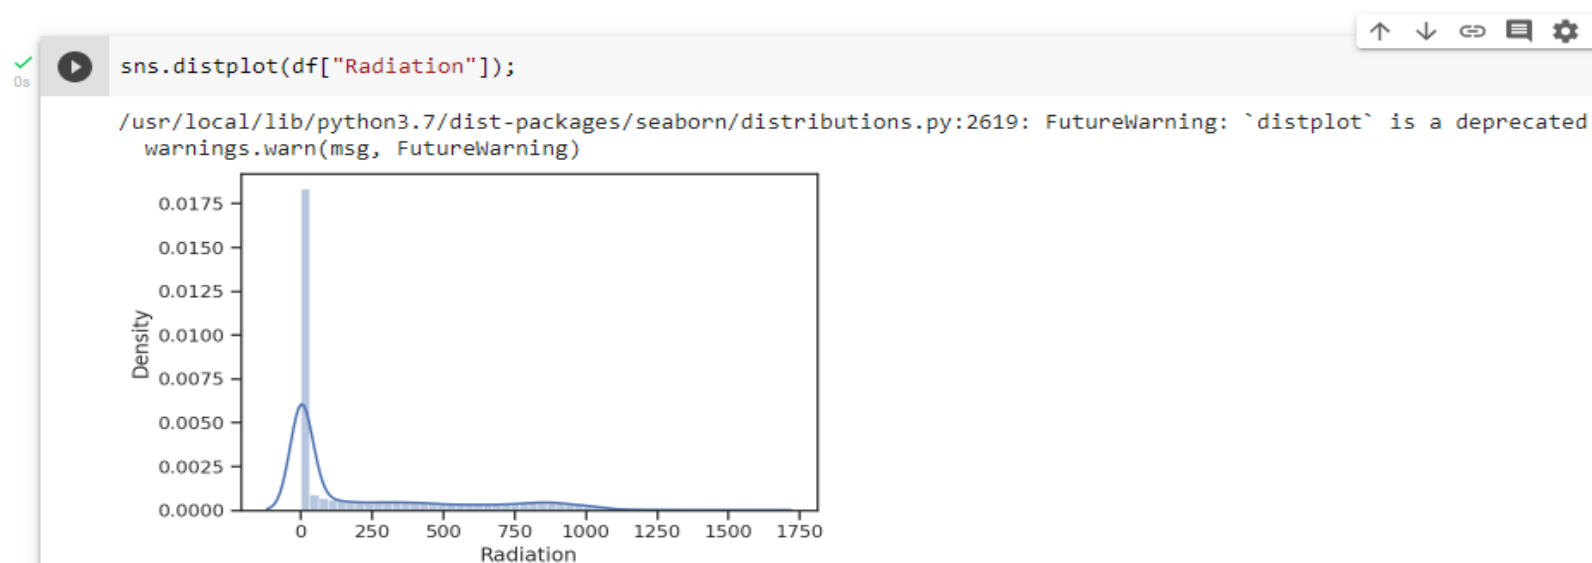 sns.distplot(df["Radiation"]);
0s
/usr/local/lib/python3.7/dist-packages/seaborn/distributions.py:2619: FutureWarning: `distplot` is a deprecated
warnings.warn(msg, FutureWarning)
0.0175
0.0150
0.0125
0.0100
0.0075
0.0050
0.0025
0.0000
Density
0 250 500 750 1000 1250 1500 1750
Radiation